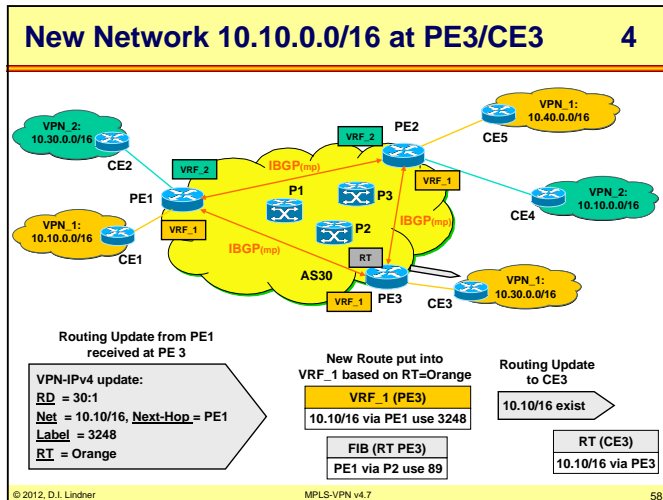 New Network 10.10.0.0/16 at PE3/CE3 4
VPN_2:
10.30.0.0/16
CE2
VRF_2
PE1
VPN_1:
10.10.0.0/16
CE1
VRF_1
IBGP(mp)
P1
P3
P2
IBGP(mp)
AS30
VRF_2
PE2
VRF_1
IBGP(mp)
RT
PE3
VRF_1
VPN_1:
10.40.0.0/16
CE5
VPN_2:
10.10.0.0/16
CE4
VPN_1:
10.30.0.0/16
CE3
Routing Update from PE1
received at PE 3
VPN-IPv4 update:
RD = 30:1
Net = 10.10/16, Next-Hop = PE1
Label = 3248
RT = Orange
New Route put into
VRF_1 based on RT=Orange
VRF_1 (PE3)
10.10/16 via PE1 use 3248
FIB (RT PE3)
PE1 via P2 use 89
Routing Update
to CE3
10.10/16 exist
RT (CE3)
10.10/16 via PE3
© 2012, D.I. Lindner
MPLS-VPN v4.7
58